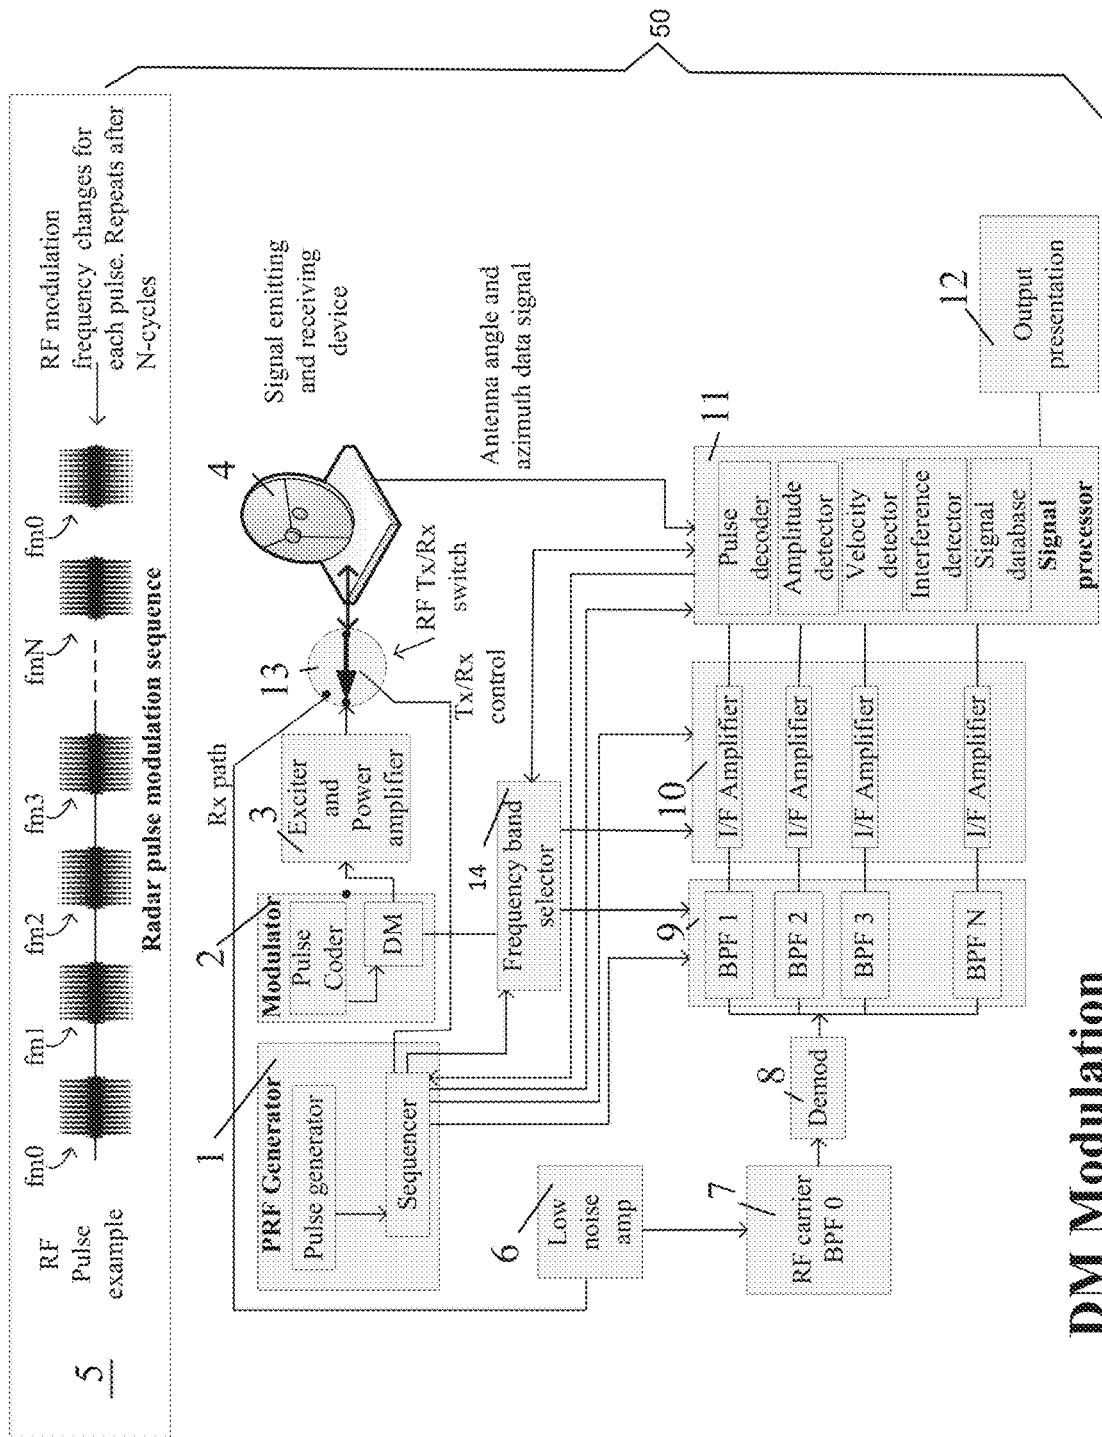 5
RF
Pulse
example
fm0
fm1
fm2
fm3
fmN
fm0
RF modulation
frequency changes for
each pulse. Repeats after
N-cycles
Radar pulse modulation sequence
50
1
PRF Generator
Pulse generator
Sequencer
2
Modulator
Pulse
Coder
DM
3
Exciter
and
Power
amplifier
Rx path
13
RF Tx/Rx
switch
Tx/Rx
control
4
Signal emitting
and receiving
device
Antenna angle and
azimuth data signal
14
Frequency band
selector
6
Low
noise
amp
7
RF carrier
BPF 0
8
Demod
9
BPF 1
BPF 2
BPF 3
BPF N
10
I/F Amplifier
I/F Amplifier
I/F Amplifier
I/F Amplifier
11
Pulse
decoder
Amplitude
detector
Velocity
detector
Interference
detector
Signal
database
Signal
processor
12
Output
presentation
DM Modulation